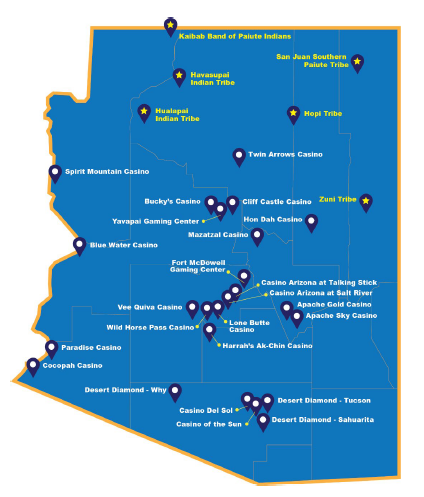 Kaibab Band of Paiute Indians
San Juan Southern
Paiute Tribe
Havasupai
Indian Tribe
Hualapai
Indian Tribe
Hopi Tribe
Twin Arrows Casino
Spirit Mountain Casino
Bucky's Casino
Cliff Castle Casino
Zuni Tribe
Yavapai Gaming Center
Hon Dah Casino
Mazatzal Casino
Blue Water Casino
Fort McDowell
Gaming Center
Casino Arizona at Talking Stick
Casino Arizona at Salt River
Vee Quiva Casino
Apache Gold Casino
Apache Sky Casino
Wild Horse Pass Casino
Lone Butte
Casino
Harrah's Ak-Chin Casino
Paradise Casino
Cocopah Casino
Desert Diamond - Why
Desert Diamond - Tucson
Casino Del Sol
Casino of the Sun
Desert Diamond - Sahuarita